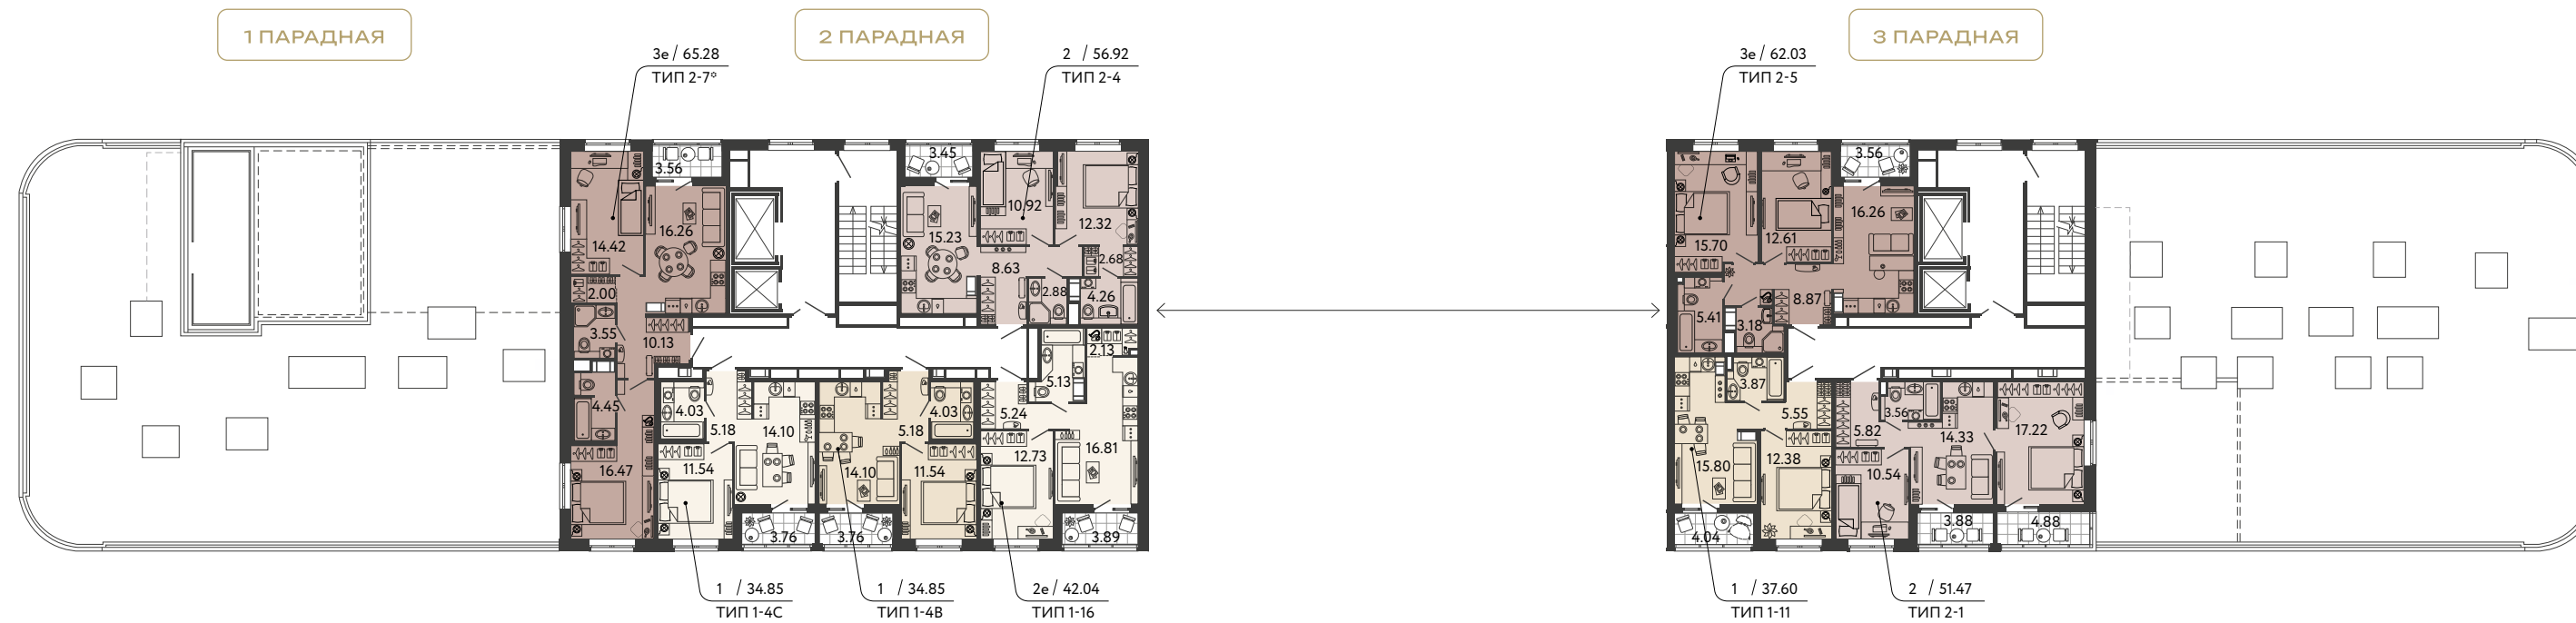 1 ПАРАДНАЯ
2 ПАРАДНАЯ
3 ПАРАДНАЯ
3е / 65.28
ТИП 2-7*
2 / 56.92
ТИП 2-4
3е / 62.03
ТИП 2-5
3.56
14.42
16.26
2.00
3.55
10.13
4.45
16.47
3.45
10.92
12.32
15.23
8.63
2.68
2.88
4.26
4.03
5.18
14.10
11.54
3.76
4.03
5.18
14.10
11.54
3.76
2.13
5.13
5.24
12.73
16.81
3.89
3.56
16.26
15.70
12.61
8.87
5.41
3.18
3.87
5.55
15.80
12.38
4.04
3.56
5.82
14.33
17.22
10.54
3.88
4.88
1 / 34.85
ТИП 1-4С
1 / 34.85
ТИП 1-4В
2е / 42.04
ТИП 1-16
1 / 37.60
ТИП 1-11
2 / 51.47
ТИП 2-1